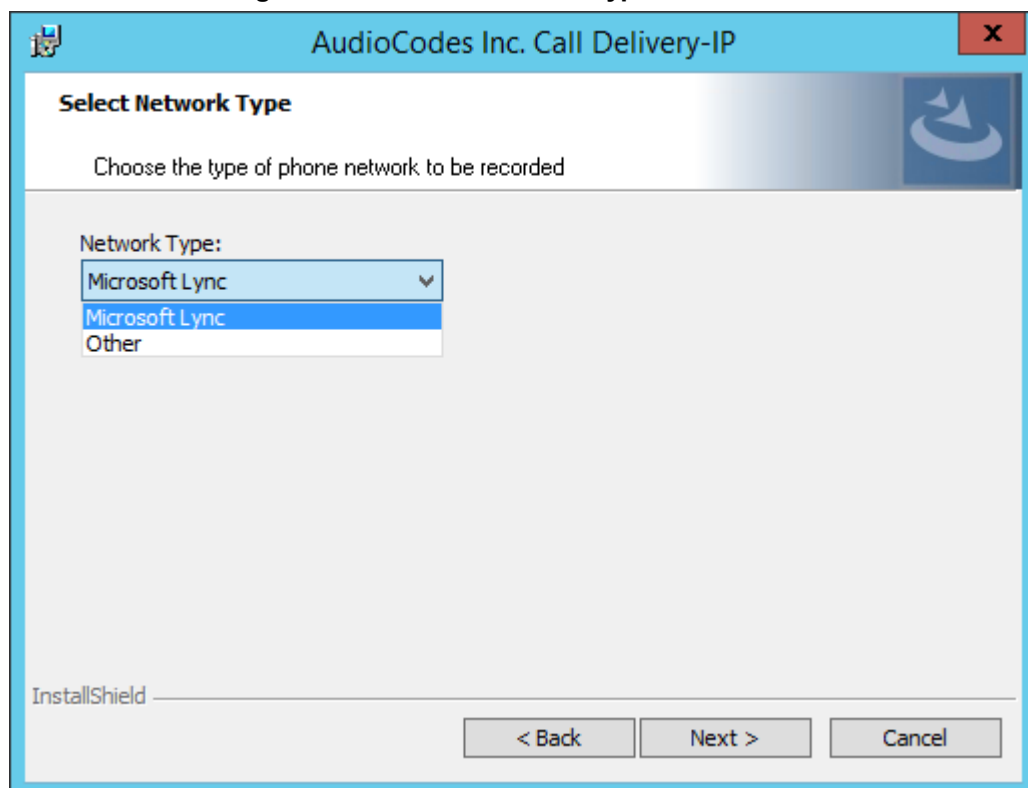 AudioCodes Inc. Call Delivery-IP
x
Select Network Type
Choose the type of phone network to be recorded
Network Type:
Microsoft Lync
Microsoft Lync
Other
InstallShield
< Back Next > Cancel